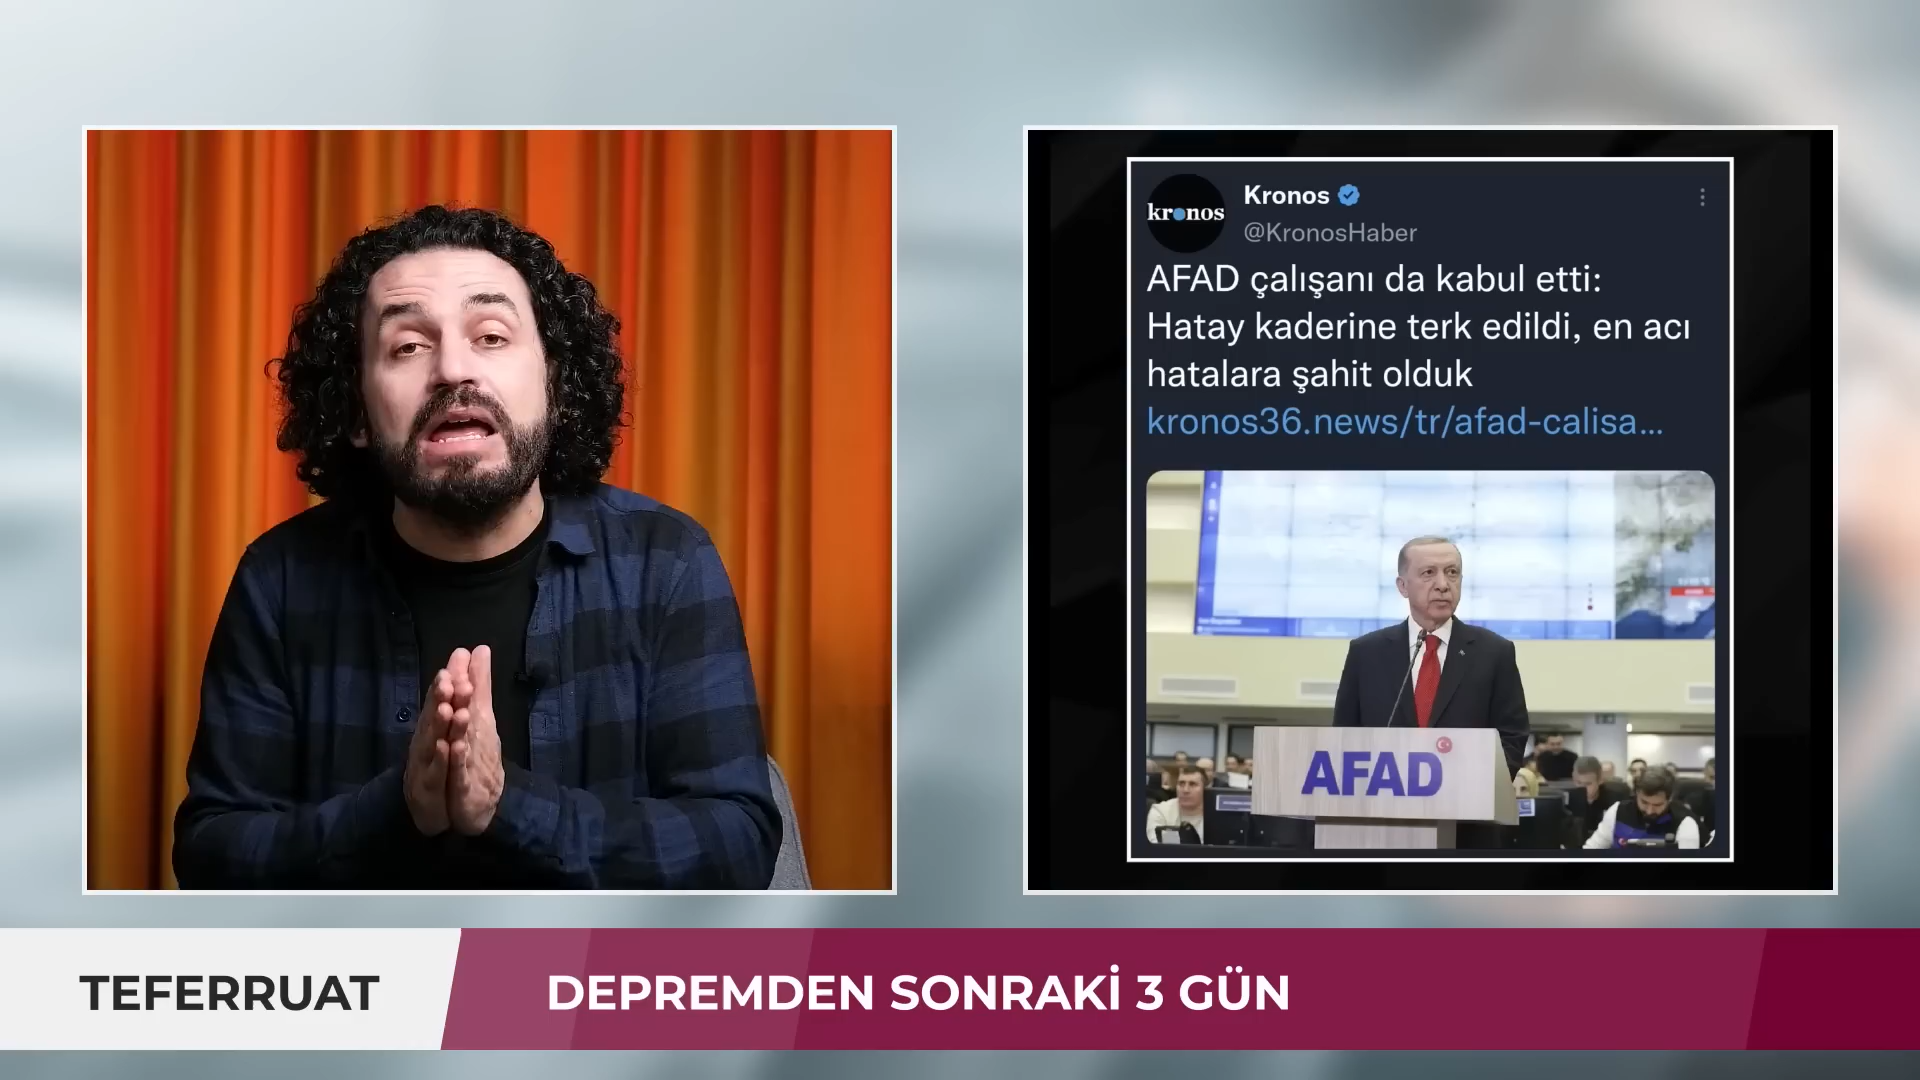 kronos
Kronos
@KronosHaber
AFAD çalışanı da kabul etti:
Hatay kaderine terk edildi, en acı
hatalara şahit olduk
kronos36.news/tr/afad-calisa...
AFAD
TEFERRUAT
DEPREMDEN SONRAKİ 3 GÜN